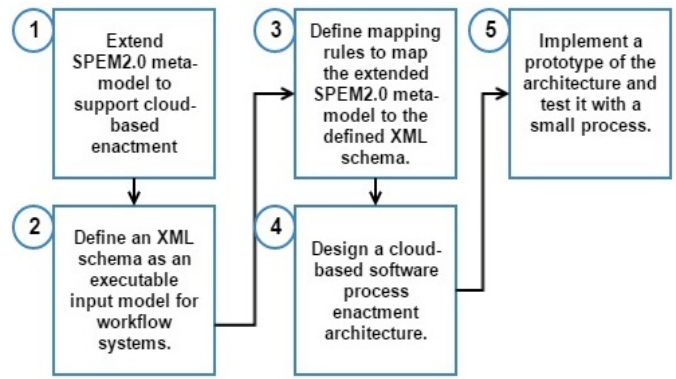 1
Extend
SPEM2.0 meta-
model to
support cloud-
based
enactment
2
Define an XML
schema as an
executable
input model for
workflow
systems.
3
Define mapping
rules to map
the extended
SPEM2.0 meta-
model to the
defined XML
schema.
4
Design a cloud-
based software
process
enactment
architecture.
5
Implement a
prototype of the
architecture and
test it with a
small process.